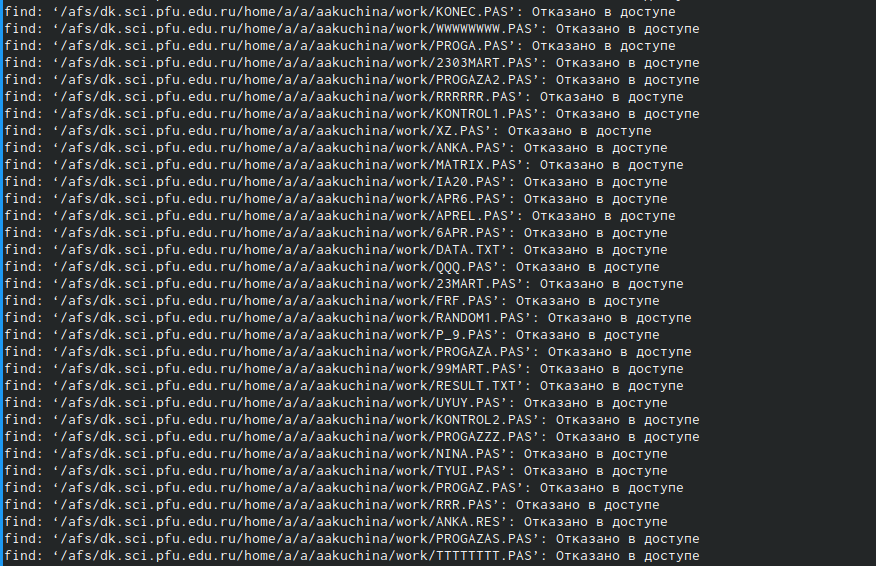 find: ‘/afs/dk.sci.pfu.edu.ru/home/a/a/aakuchina/work/KONEC.PAS’: Отказано в доступе
find: ‘/afs/dk.sci.pfu.edu.ru/home/a/a/aakuchina/work/WWWWWWWW.PAS’: Отказано в доступе
find: ‘/afs/dk.sci.pfu.edu.ru/home/a/a/aakuchina/work/PROGA.PAS’: Отказано в доступе
find: ‘/afs/dk.sci.pfu.edu.ru/home/a/a/aakuchina/work/2303MART.PAS’: Отказано в доступе
find: ‘/afs/dk.sci.pfu.edu.ru/home/a/a/aakuchina/work/PROGAZA2.PAS’: Отказано в доступе
find: ‘/afs/dk.sci.pfu.edu.ru/home/a/a/aakuchina/work/RRRRRR.PAS’: Отказано в доступе
find: ‘/afs/dk.sci.pfu.edu.ru/home/a/a/aakuchina/work/KONTROL1.PAS’: Отказано в доступе
find: ‘/afs/dk.sci.pfu.edu.ru/home/a/a/aakuchina/work/XZ.PAS’: Отказано в доступе
find: ‘/afs/dk.sci.pfu.edu.ru/home/a/a/aakuchina/work/ANKA.PAS’: Отказано в доступе
find: ‘/afs/dk.sci.pfu.edu.ru/home/a/a/aakuchina/work/MATRIX.PAS’: Отказано в доступе
find: ‘/afs/dk.sci.pfu.edu.ru/home/a/a/aakuchina/work/IA20.PAS’: Отказано в доступе
find: ‘/afs/dk.sci.pfu.edu.ru/home/a/a/aakuchina/work/APR6.PAS’: Отказано в доступе
find: ‘/afs/dk.sci.pfu.edu.ru/home/a/a/aakuchina/work/APREL.PAS’: Отказано в доступе
find: ‘/afs/dk.sci.pfu.edu.ru/home/a/a/aakuchina/work/6APR.PAS’: Отказано в доступе
find: ‘/afs/dk.sci.pfu.edu.ru/home/a/a/aakuchina/work/DATA.TXT’: Отказано в доступе
find: ‘/afs/dk.sci.pfu.edu.ru/home/a/a/aakuchina/work/QQQ.PAS’: Отказано в доступе
find: ‘/afs/dk.sci.pfu.edu.ru/home/a/a/aakuchina/work/23MART.PAS’: Отказано в доступе
find: ‘/afs/dk.sci.pfu.edu.ru/home/a/a/aakuchina/work/FRF.PAS’: Отказано в доступе
find: ‘/afs/dk.sci.pfu.edu.ru/home/a/a/aakuchina/work/RANDOM1.PAS’: Отказано в доступе
find: ‘/afs/dk.sci.pfu.edu.ru/home/a/a/aakuchina/work/P_9.PAS’: Отказано в доступе
find: ‘/afs/dk.sci.pfu.edu.ru/home/a/a/aakuchina/work/PROGAZA.PAS’: Отказано в доступе
find: ‘/afs/dk.sci.pfu.edu.ru/home/a/a/aakuchina/work/99MART.PAS’: Отказано в доступе
find: ‘/afs/dk.sci.pfu.edu.ru/home/a/a/aakuchina/work/RESULT.TXT’: Отказано в доступе
find: ‘/afs/dk.sci.pfu.edu.ru/home/a/a/aakuchina/work/UYUY.PAS’: Отказано в доступе
find: ‘/afs/dk.sci.pfu.edu.ru/home/a/a/aakuchina/work/KONTROL2.PAS’: Отказано в доступе
find: ‘/afs/dk.sci.pfu.edu.ru/home/a/a/aakuchina/work/PROGAZZZ.PAS’: Отказано в доступе
find: ‘/afs/dk.sci.pfu.edu.ru/home/a/a/aakuchina/work/NINA.PAS’: Отказано в доступе
find: ‘/afs/dk.sci.pfu.edu.ru/home/a/a/aakuchina/work/TYUI.PAS’: Отказано в доступе
find: ‘/afs/dk.sci.pfu.edu.ru/home/a/a/aakuchina/work/PROGAZ.PAS’: Отказано в доступе
find: ‘/afs/dk.sci.pfu.edu.ru/home/a/a/aakuchina/work/RRR.PAS’: Отказано в доступе
find: ‘/afs/dk.sci.pfu.edu.ru/home/a/a/aakuchina/work/ANKA.RES’: Отказано в доступе
find: ‘/afs/dk.sci.pfu.edu.ru/home/a/a/aakuchina/work/PROGAZAS.PAS’: Отказано в доступе
find: ‘/afs/dk.sci.pfu.edu.ru/home/a/a/aakuchina/work/TTTTTTTT.PAS’: Отказано в доступе